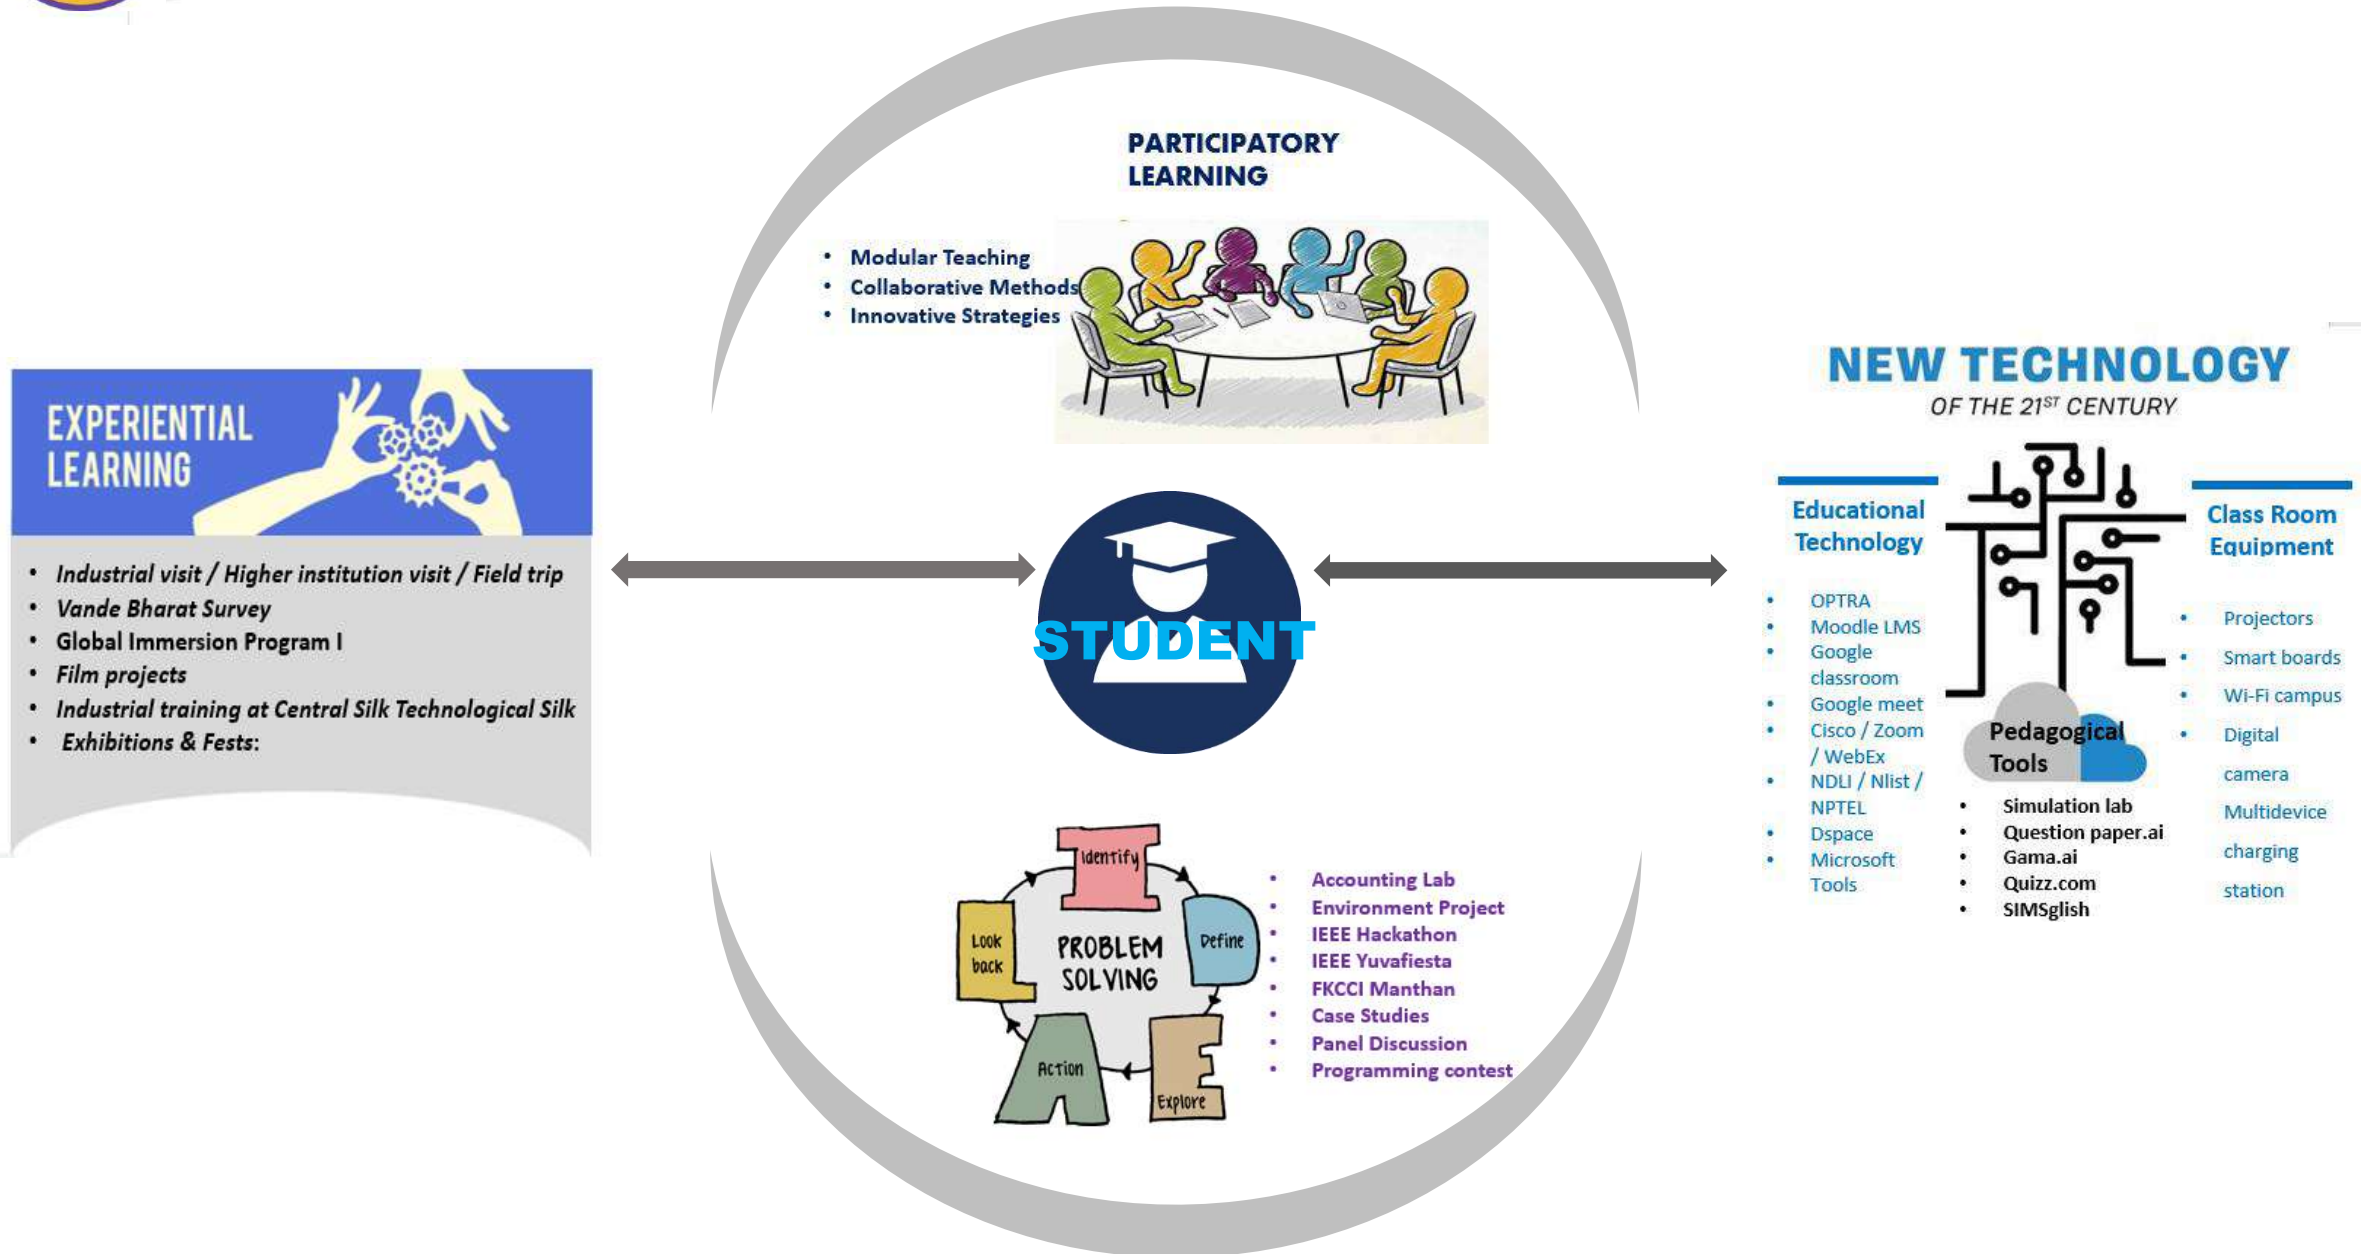 PARTICIPATORY
LEARNING
• Modular Teaching
• Collaborative Methods
• Innovative Strategies
EXPERIENTIAL
LEARNING
• Industrial visit / Higher institution visit / Field trip
• Vande Bharat Survey
• Global Immersion Program I
• Film projects
• Industrial training at Central Silk Technological Silk
• Exhibitions & Fests:
STUDENT
NEW TECHNOLOGY
OF THE 21ST CENTURY
Educational
Technology
• OPTRA
• Moodle LMS
• Google
classroom
• Google meet
• Cisco / Zoom
/ WebEx
• NDLI / Nlist /
NPTEL
• Dspace
• Microsoft
Tools
Pedagogical
Tools
• Simulation lab
• Question paper.ai
• Gama.ai
• Quizz.com
• SIMSglish
Class Room
Equipment
• Projectors
• Smart boards
• Wi-Fi campus
• Digital
camera
Multidevice
charging
station
Identify
Define
Explore
Action
Look
back
PROBLEM
SOLVING
• Accounting Lab
• Environment Project
• IEEE Hackathon
• IEEE Yuvafiesta
• FKCCI Manthan
• Case Studies
• Panel Discussion
• Programming contest